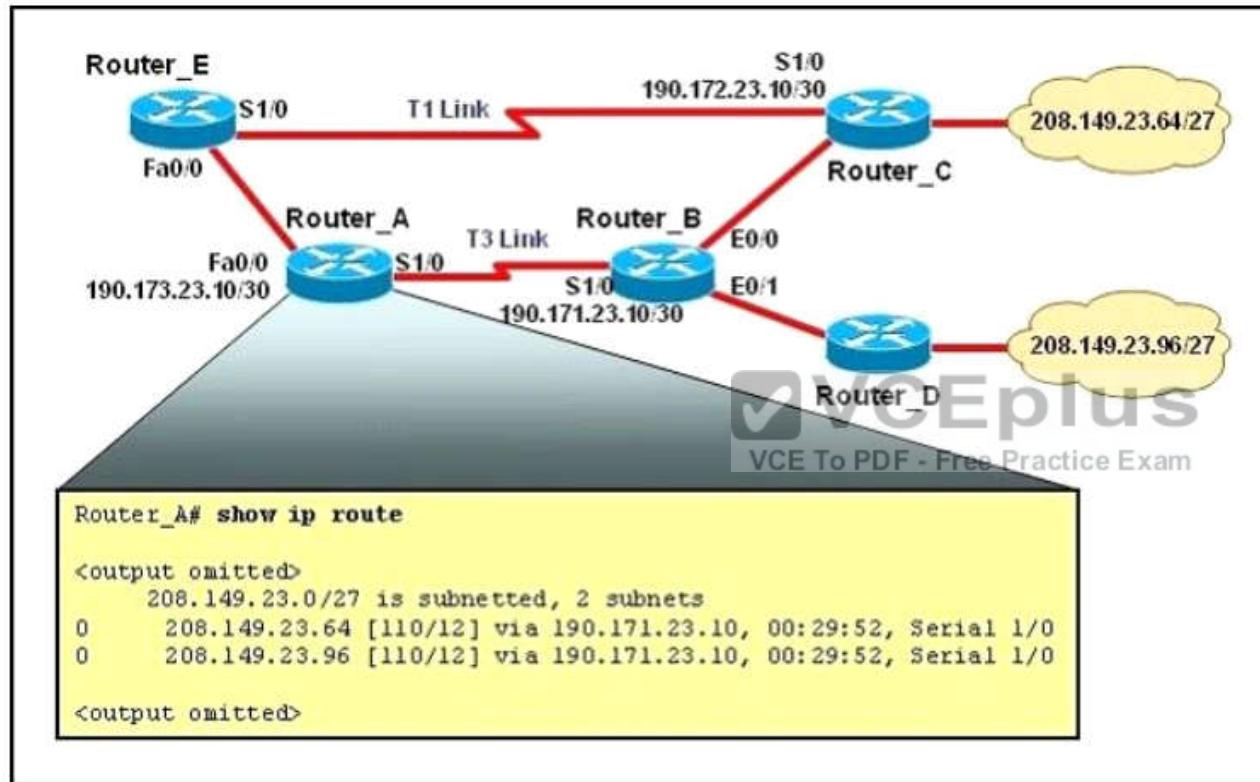 Router_E
S1/0
T1 Link
S1/0
190.172.23.10/30
208.149.23.64/27
Fa0/0
Router_C
Router_A
Router_B
T3 Link
E0/0
Fa0/0
190.173.23.10/30
S1/0
S1/0
190.171.23.10/30
E0/1
208.149.23.96/27
Router_D
VCEplus
VCE To PDF - Free Practice Exam
Router_A# show ip route
<output omitted>
208.149.23.0/27 is subnetted, 2 subnets
O 208.149.23.64 [110/12] via 190.171.23.10, 00:29:52, Serial 1/0
O 208.149.23.96 [110/12] via 190.171.23.10, 00:29:52, Serial 1/0
<output omitted>